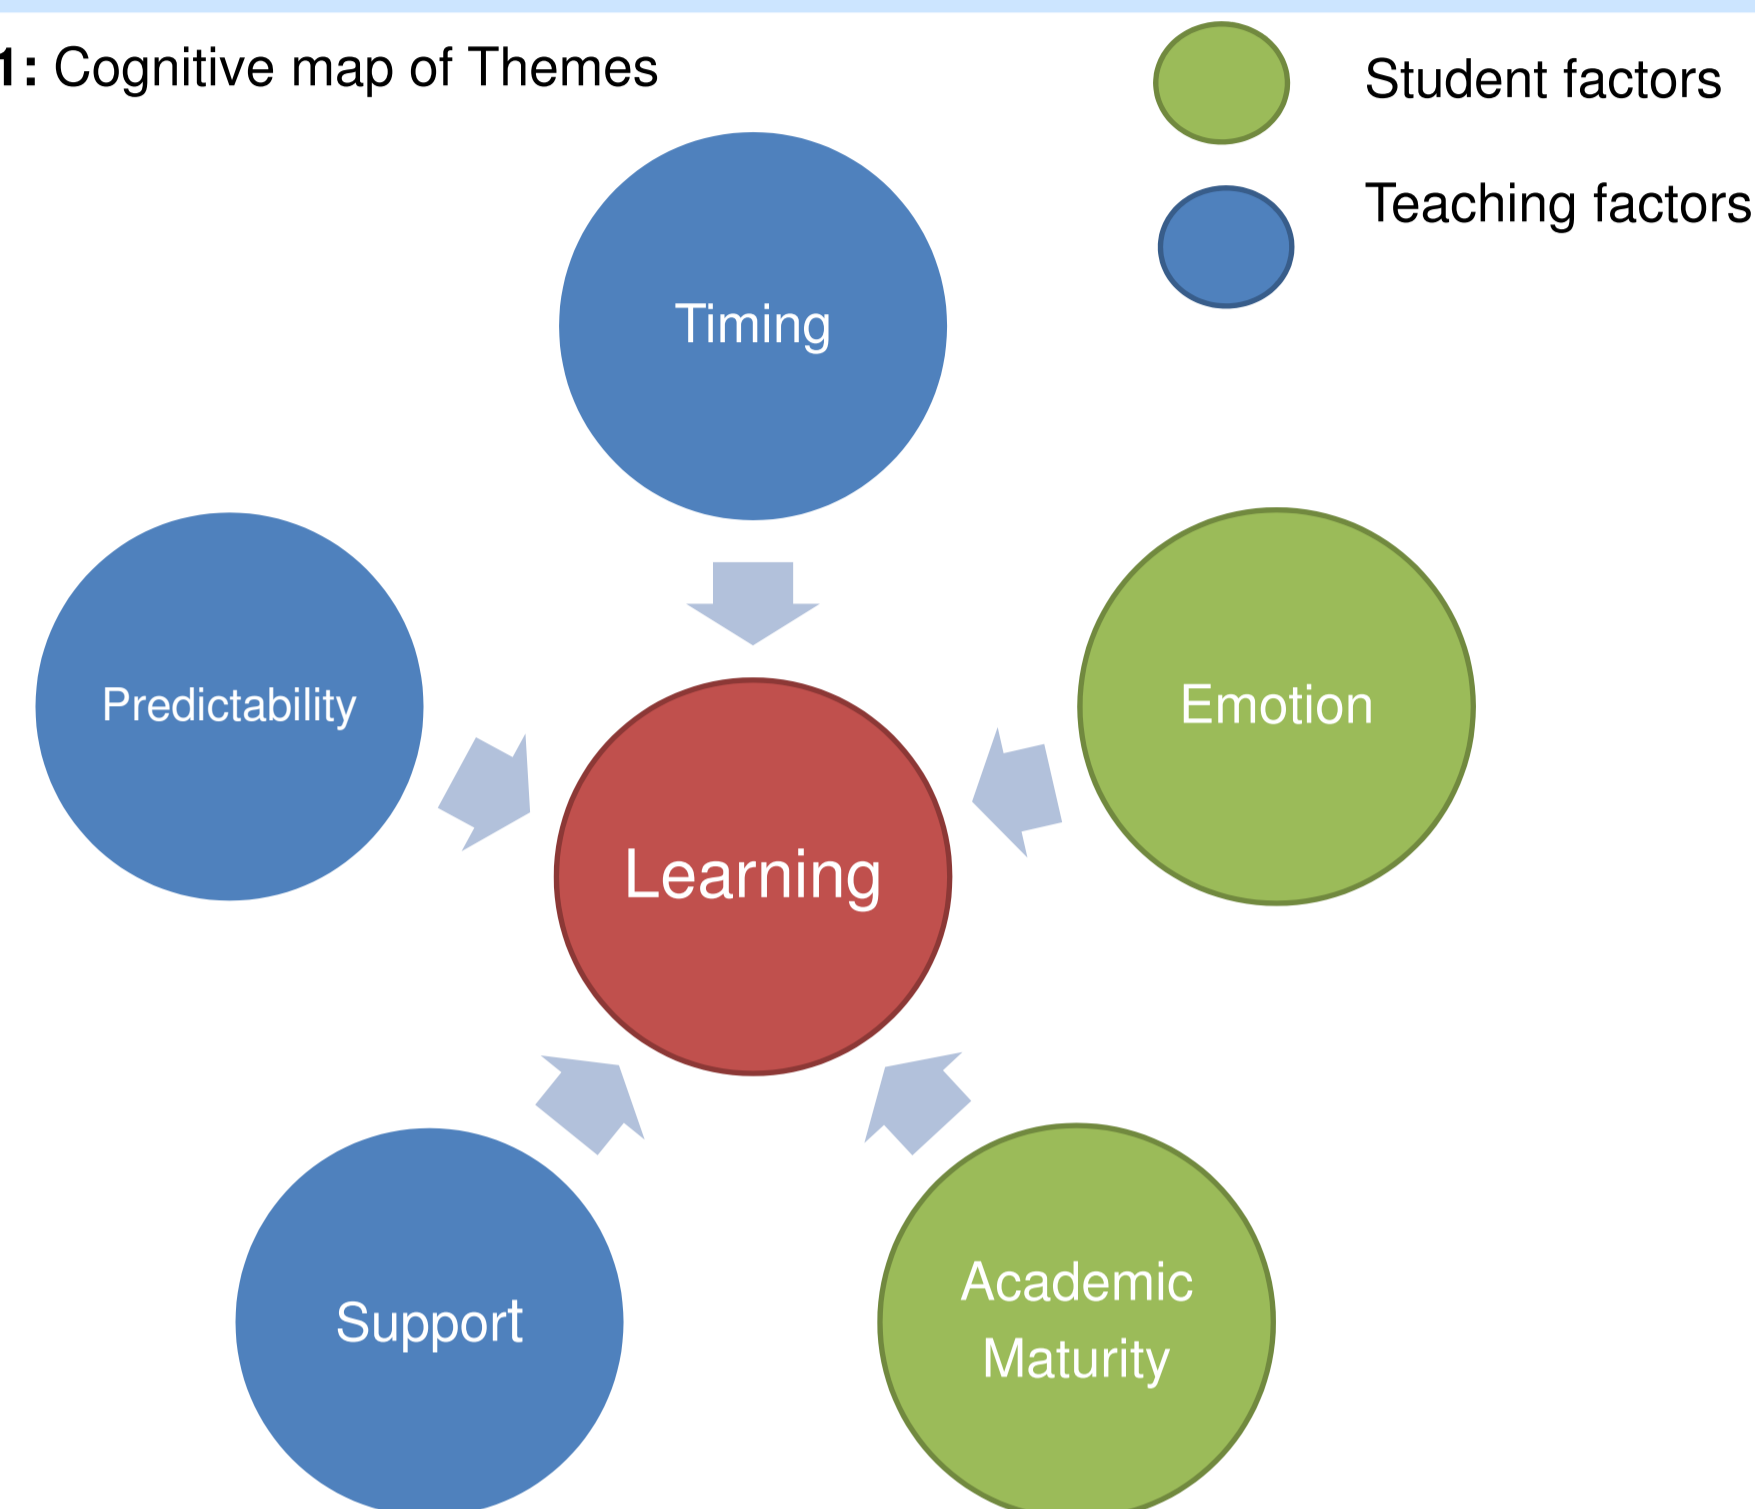 1: Cognitive map of Themes
Student factors
Teaching factors
Timing
Predictability
Emotion
Learning
Support
Academic
Maturity